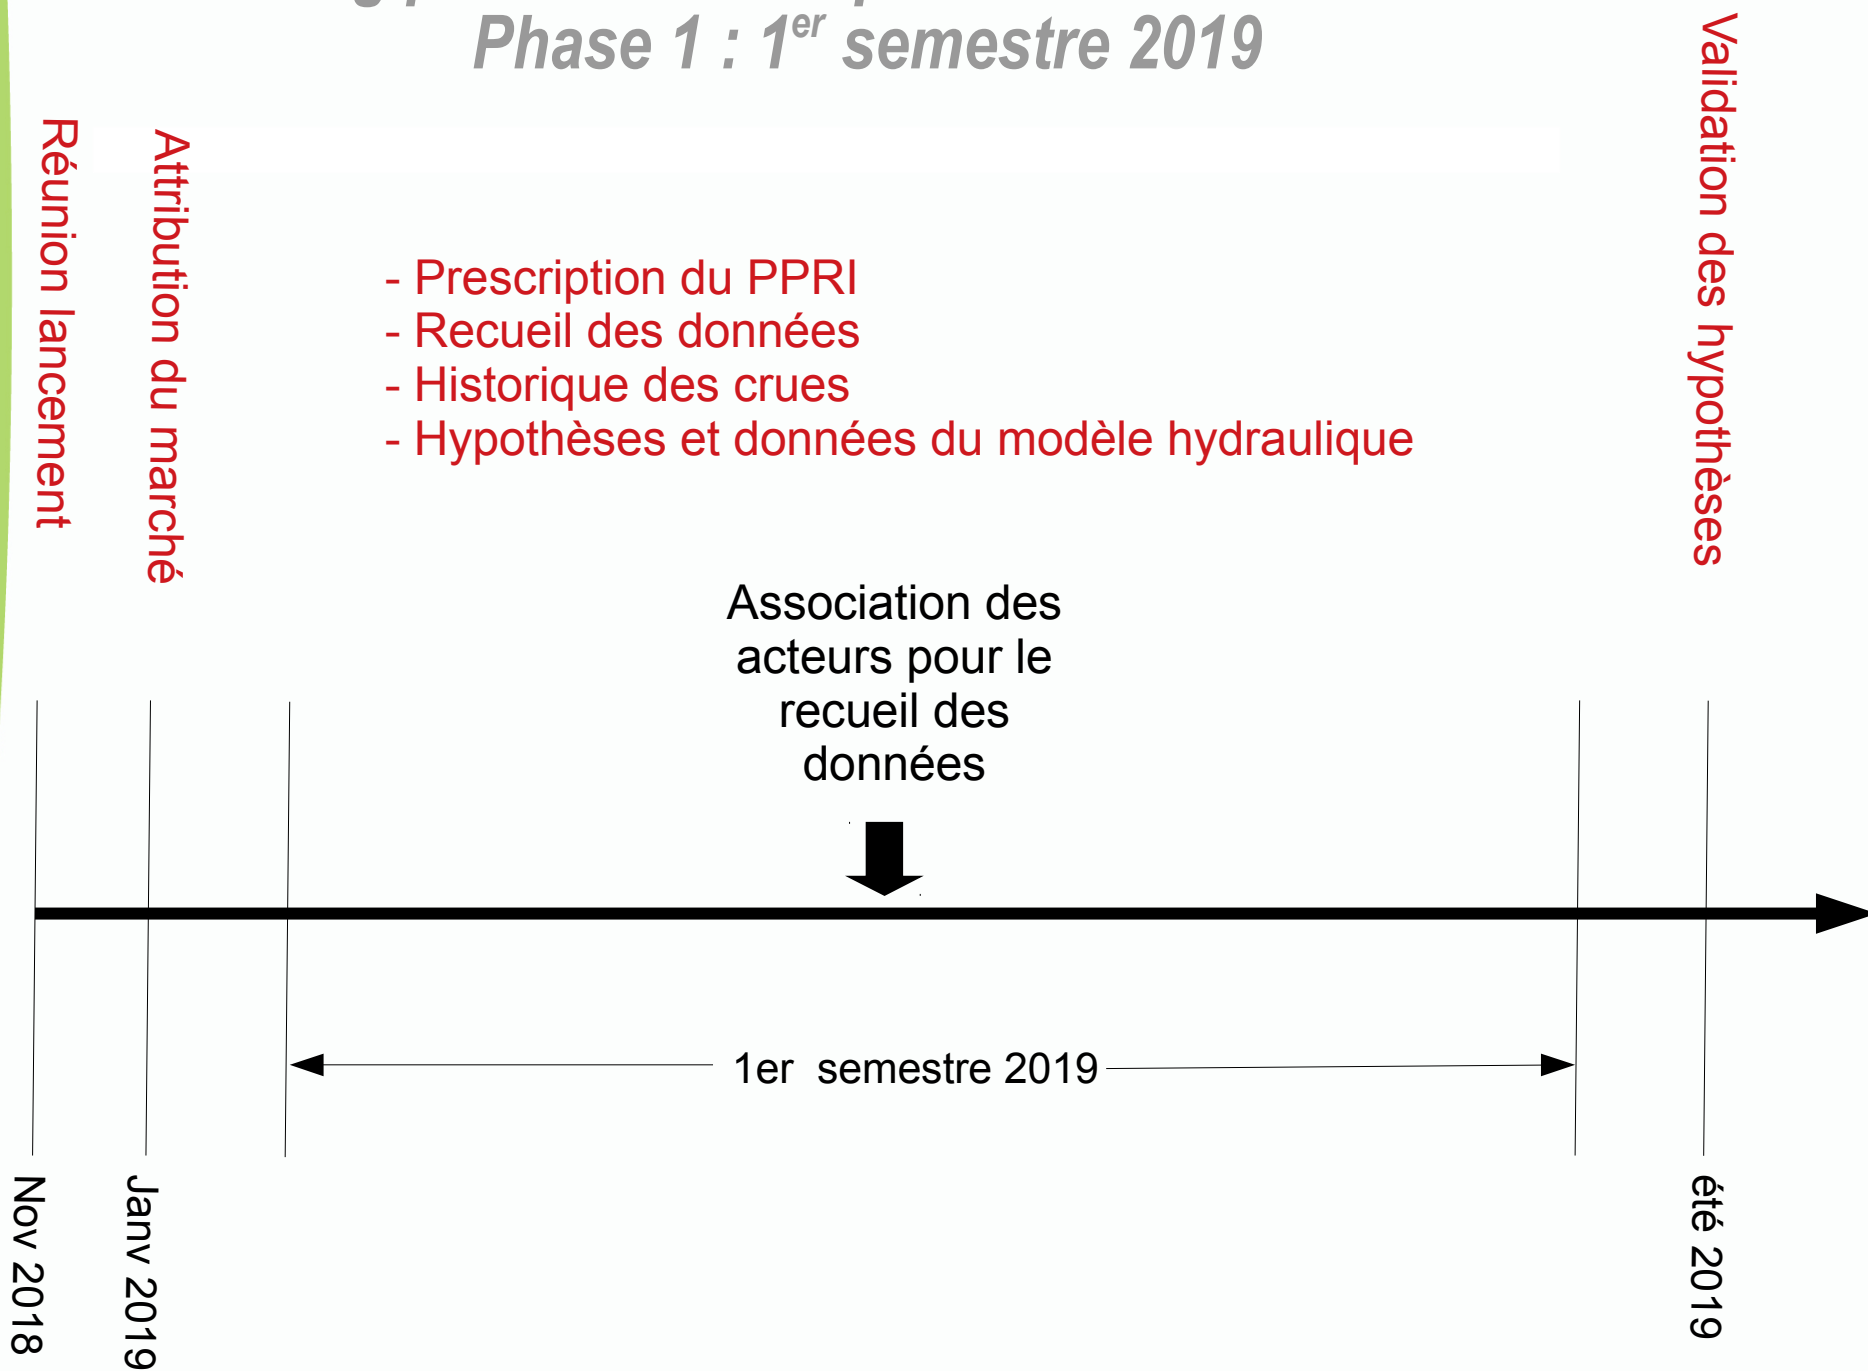 Phase 1 : 1er semestre 2019
Réunion lancement
Attribution du marché
Validation des hypothèses
- Prescription du PPRI
- Recueil des données
- Historique des crues
- Hypothèses et données du modèle hydraulique
Association des
acteurs pour le
recueil des
données
1er semestre 2019
Nov 2018
Janv 2019
été 2019